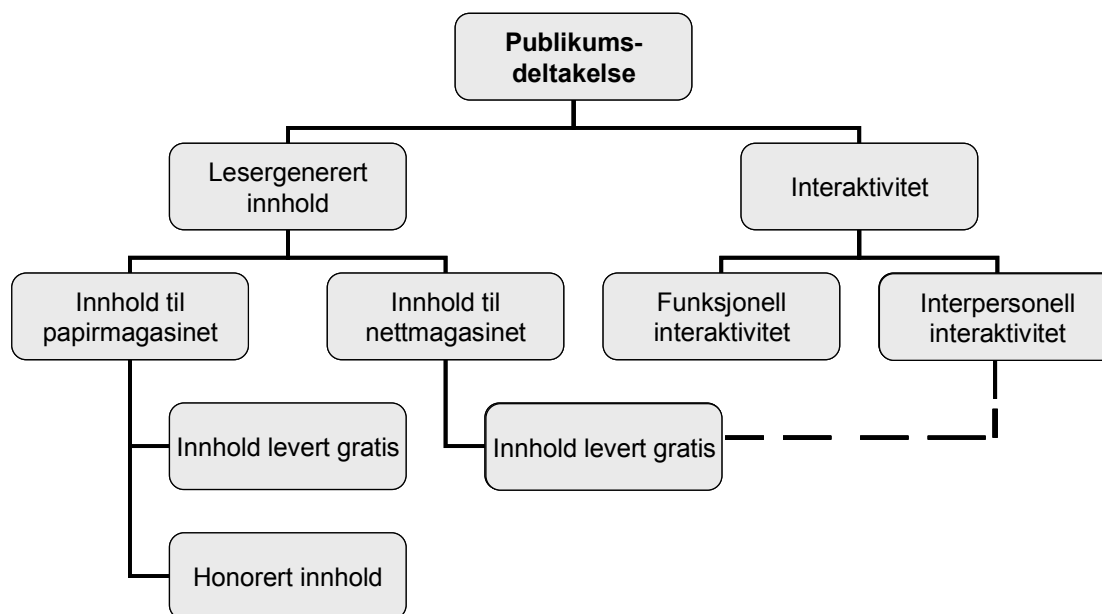 Publikums-
deltakelse
Lesergenerert
innhold
Interaktivitet
Innhold til
papirmagasinet
Innhold til
nettmagasinet
Funksjonell
interaktivitet
Interpersonell
interaktivitet
Innhold levert gratis
Innhold levert gratis
Honorert innhold